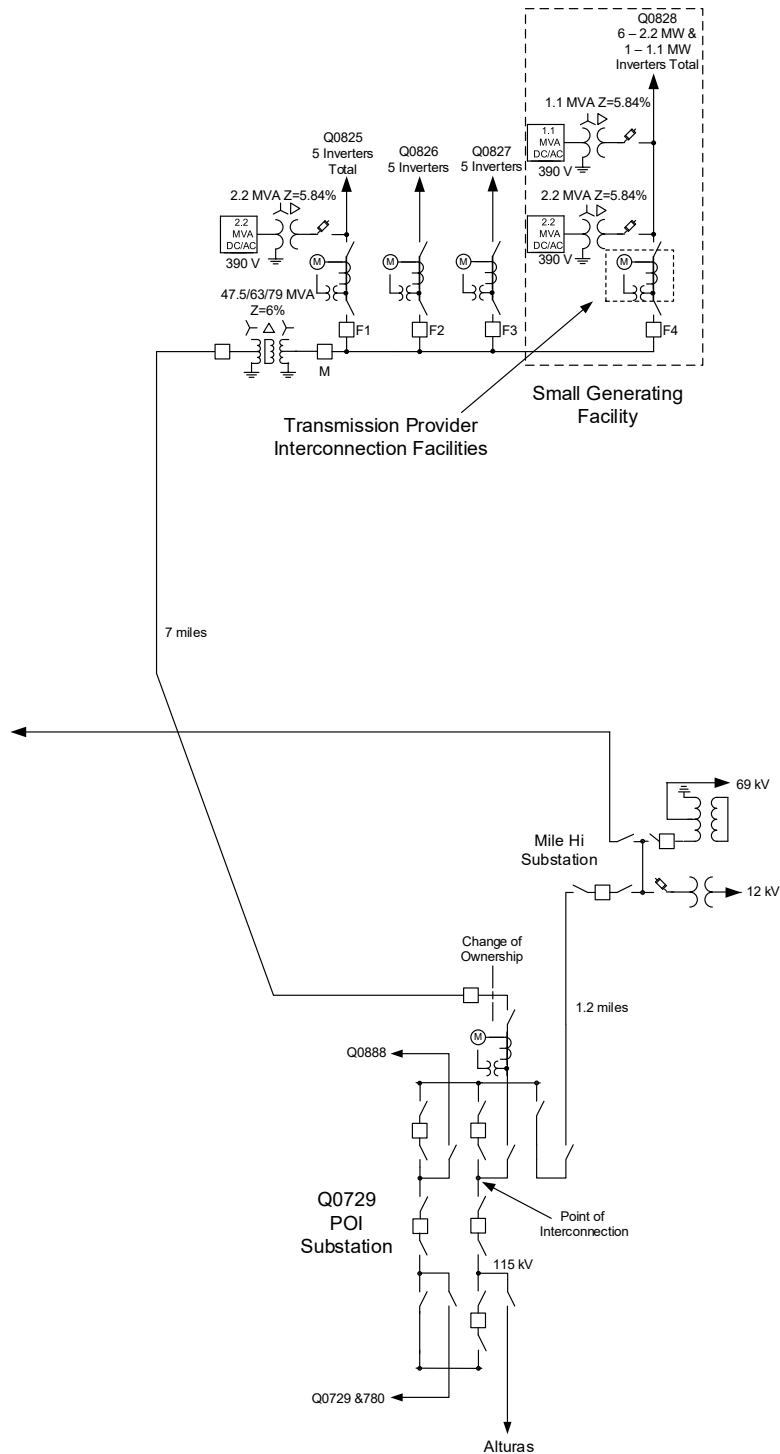 Q0828
6 – 2.2 MW &
1 – 1.1 MW
Inverters Total
1.1 MVA Z=5.84%
1.1
MVA
DC/AC
390 V
Q0825
5 Inverters
Total
Q0826
5 Inverters
Q0827
5 Inverters
2.2 MVA Z=5.84%
2.2
MVA
DC/AC
390 V
2.2 MVA Z=5.84%
2.2
MVA
DC/AC
390 V
M
M
M
M
47.5/63/79 MVA
Z=6%
M
F1
F2
F3
F4
Small Generating
Facility
Transmission Provider
Interconnection Facilities
7 miles
69 kV
Mile Hi
Substation
12 kV
Change of
Ownership
1.2 miles
M
Q0888
Q0729
POI
Substation
Point of
Interconnection
115 kV
Q0729 &780
Alturas